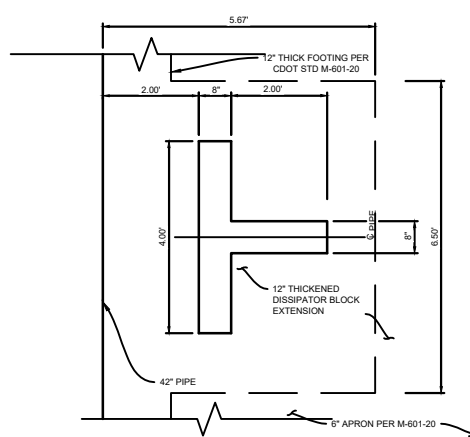 5.67'
12" THICK FOOTING PER
CDOT STD M-601-20
2.00'
8"
2.00'
4.00'
℄ PIPE
8"
6.50'
12" THICKENED
DISSIPATOR BLOCK
EXTENSION
42" PIPE
6" APRON PER M-601-20